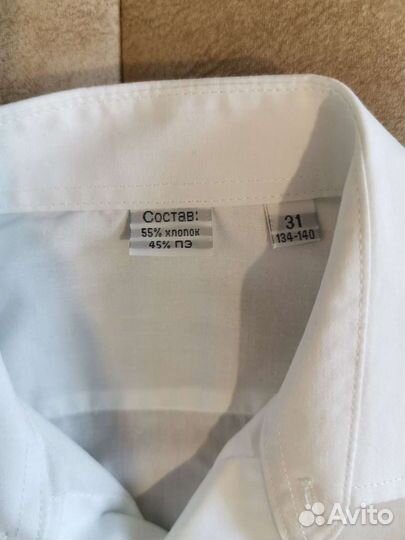 Состав:
55% хлопок
45% ПЭ
31
134-140
Avito